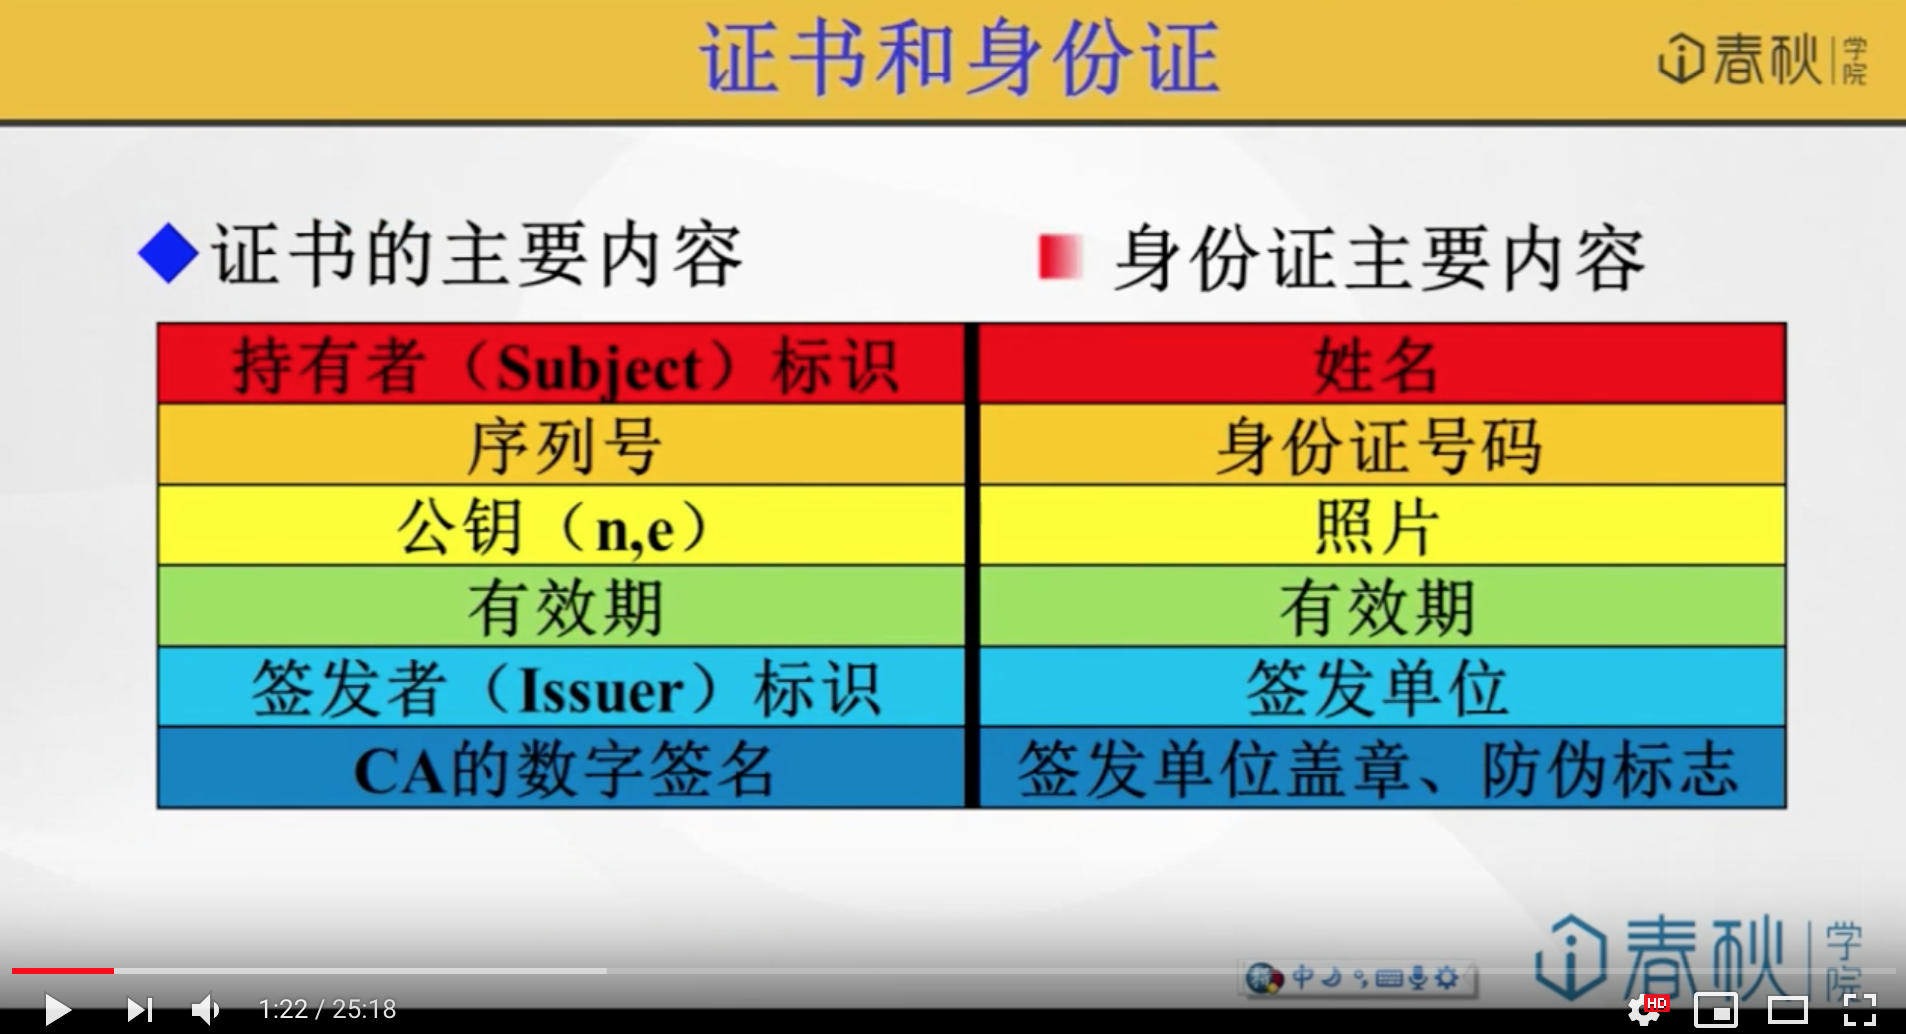 证书和身份证
春秋学院
证书的主要内容
身份证主要内容
持有者（Subject）标识
姓名
序列号
身份证号码
公钥（n,e）
照片
有效期
有效期
签发者（Issuer）标识
签发单位
CA的数字签名
签发单位盖章、防伪标志
中
春秋学院
1:22 / 25:18
HD